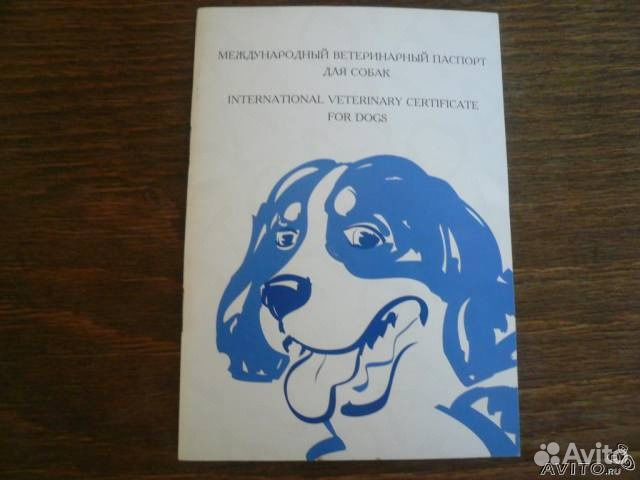 МЕЖДУНАРОДНЫЙ ВЕТЕРИНАРНЫЙ ПАСПОРТ
ДЛЯ СОБАК
INTERNATIONAL VETERINARY CERTIFICATE
FOR DOGS
Avito
AVITO.RU